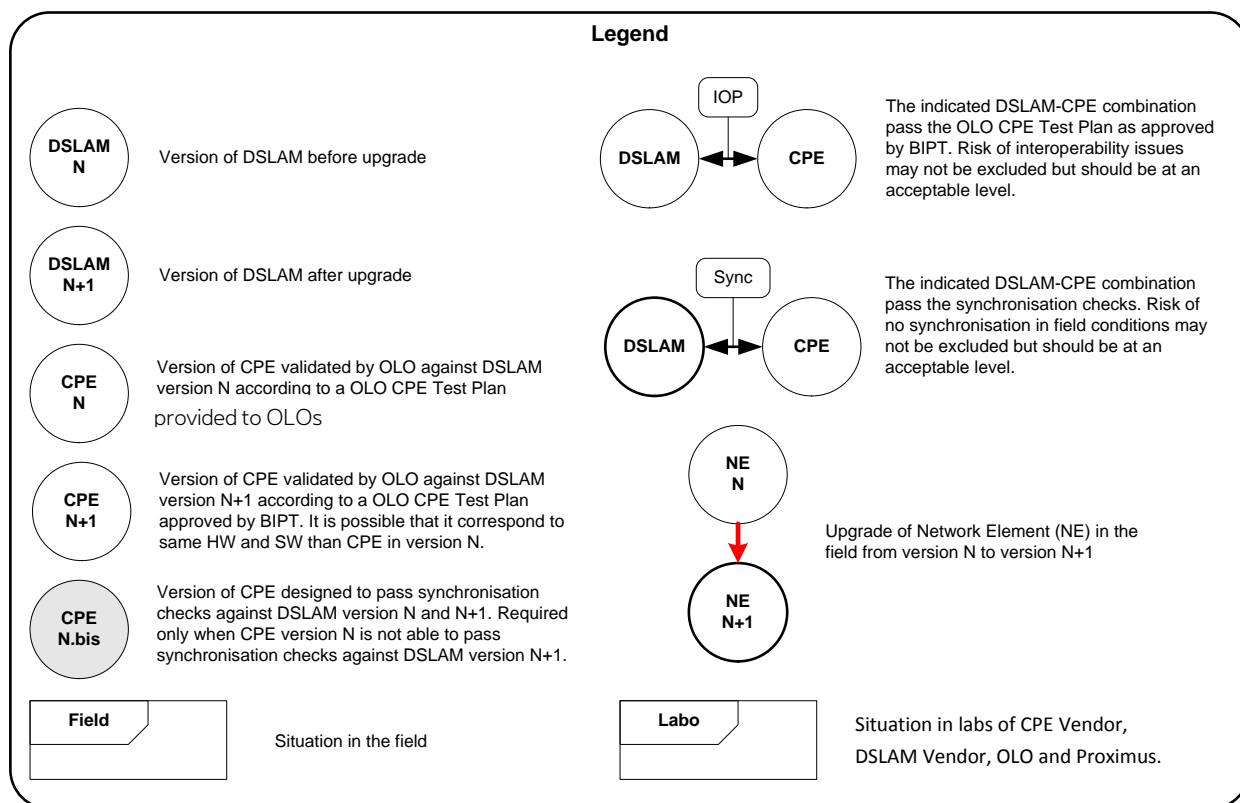 Legend
DSLAM
N
Version of DSLAM before upgrade
DSLAM
N+1
Version of DSLAM after upgrade
CPE
N
Version of CPE validated by OLO against DSLAM
version N according to a OLO CPE Test Plan
provided to OLOs
CPE
N+1
Version of CPE validated by OLO against DSLAM
version N+1 according to a OLO CPE Test Plan
approved by BIPT. It is possible that it correspond to
same HW and SW than CPE in version N.
CPE
N.bis
Version of CPE designed to pass synchronisation
checks against DSLAM version N and N+1. Required
only when CPE version N is not able to pass
synchronisation checks against DSLAM version N+1.
Field
Situation in the field
IOP
DSLAM
CPE
The indicated DSLAM-CPE combination
pass the OLO CPE Test Plan as approved
by BIPT. Risk of interoperability issues
may not be excluded but should be at an
acceptable level.
Sync
DSLAM
CPE
The indicated DSLAM-CPE combination
pass the synchronisation checks. Risk of
no synchronisation in field conditions may
not be excluded but should be at an
acceptable level.
NE
N
NE
N+1
Upgrade of Network Element (NE) in the
field from version N to version N+1
Labo
Situation in labs of CPE Vendor,
DSLAM Vendor, OLO and Proximus.